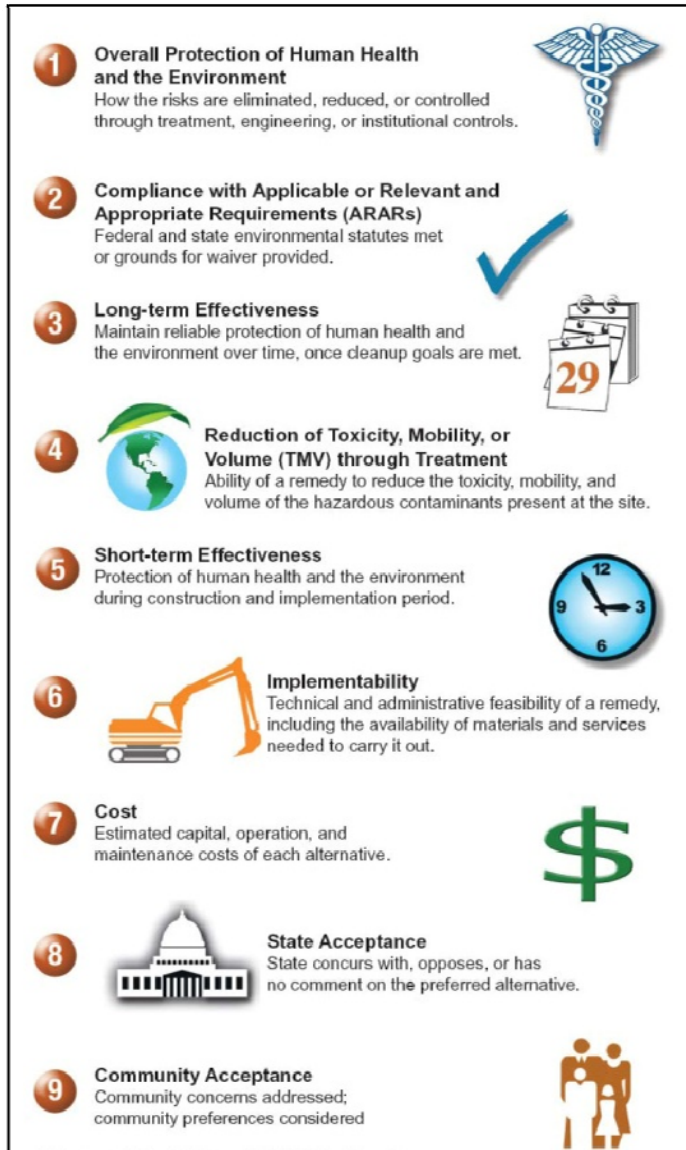 1
Overall Protection of Human Health
and the Environment
How the risks are eliminated, reduced, or controlled
through treatment, engineering, or institutional controls.
2
Compliance with Applicable or Relevant and
Appropriate Requirements (ARARs)
Federal and state environmental statutes met
or grounds for waiver provided.
3
Long-term Effectiveness
Maintain reliable protection of human health and
the environment over time, once cleanup goals are met.
29
4
Reduction of Toxicity, Mobility, or
Volume (TMV) through Treatment
Ability of a remedy to reduce the toxicity, mobility, and
volume of the hazardous contaminants present at the site.
5
Short-term Effectiveness
Protection of human health and the environment
during construction and implementation period.
12
9 3
6
6
Implementability
Technical and administrative feasibility of a remedy,
including the availability of materials and services
needed to carry it out.
7
Cost
Estimated capital, operation, and
maintenance costs of each alternative.
$
8
State Acceptance
State concurs with, opposes, or has
no comment on the preferred alternative.
9
Community Acceptance
Community concerns addressed;
community preferences considered